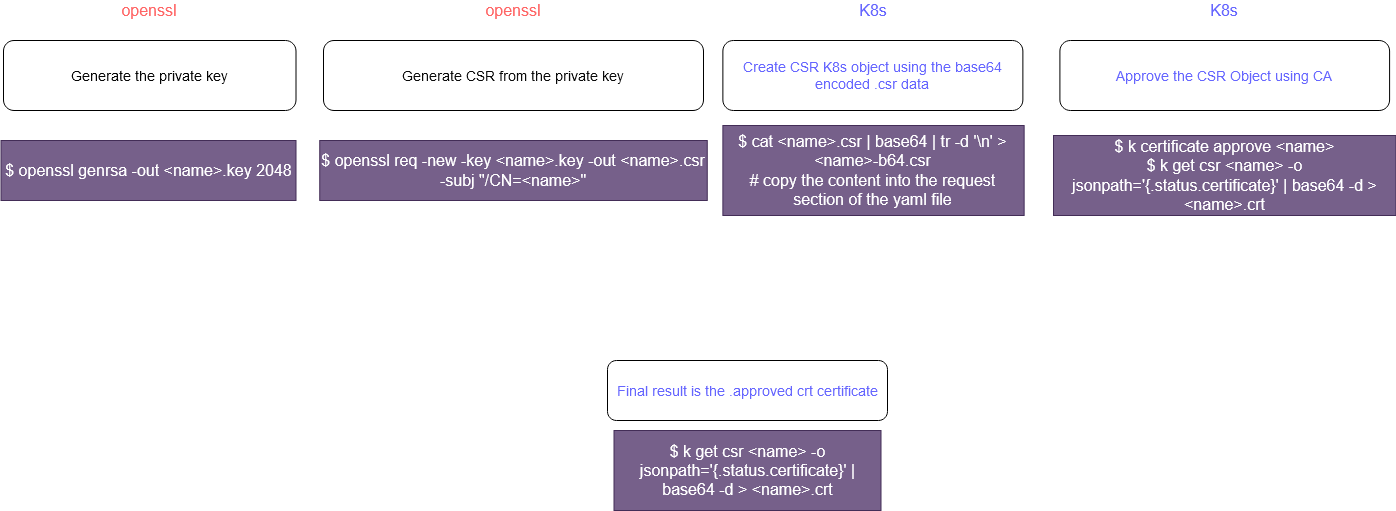 openssl
openssl
K8s
K8s
Generate the private key
Generate CSR from the private key
Create CSR K8s object using the base64
encoded .csr data
Approve the CSR Object using CA
$ openssl genrsa -out <name>.key 2048
$ openssl req -new -key <name>.key -out <name>.csr
-subj "/CN=<name>"
$ cat <name>.csr | base64 | tr -d '\n' >
<name>-b64.csr
# copy the content into the request
section of the yaml file
$ k certificate approve <name>
$ k get csr <name> -o
jsonpath='{.status.certificate}' | base64 -d >
<name>.crt
Final result is the .approved crt certificate
$ k get csr <name> -o
jsonpath='{.status.certificate}' |
base64 -d > <name>.crt